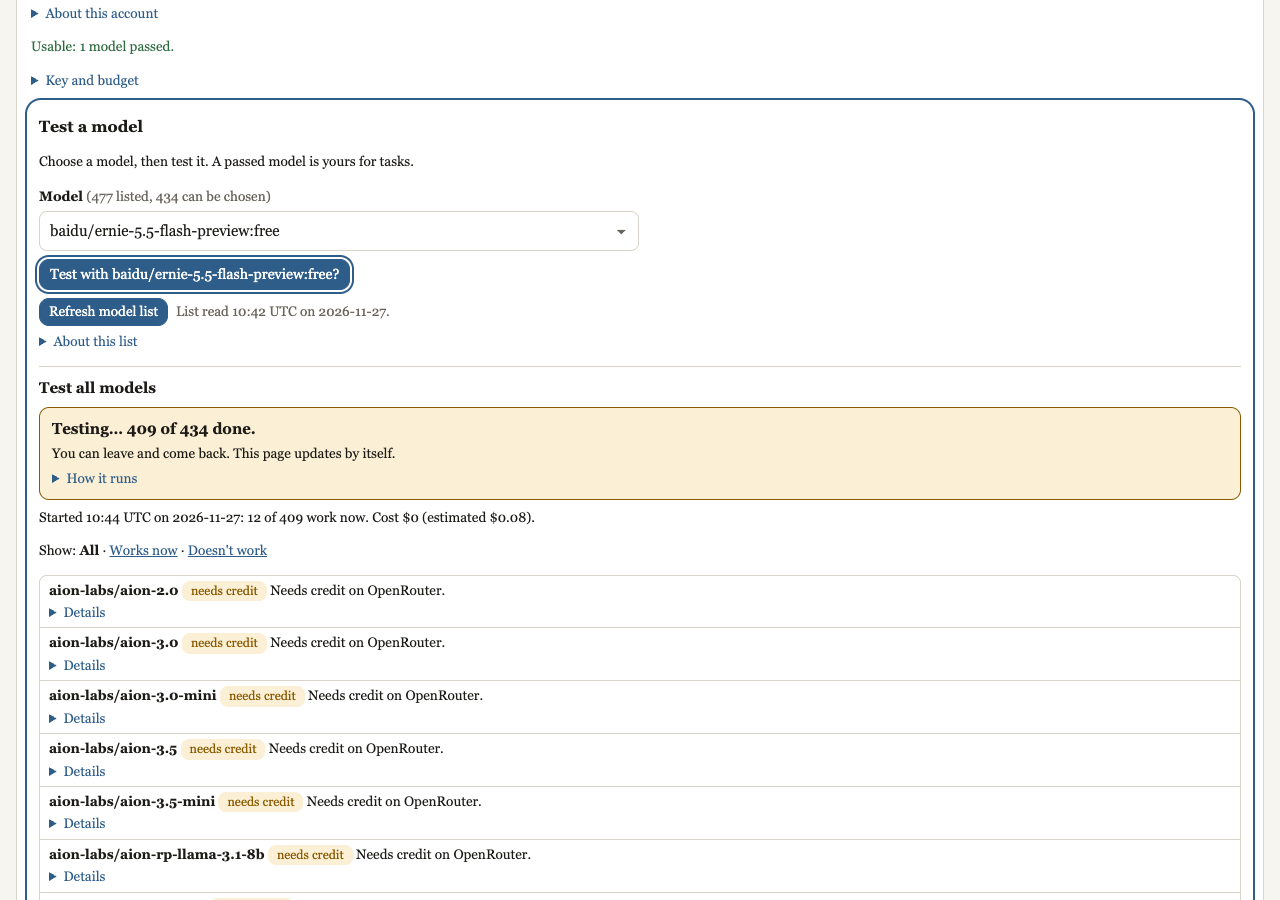 About this account
Usable: 1 model passed.
Key and budget
Test a model
Choose a model, then test it. A passed model is yours for tasks.
Model (477 listed, 434 can be chosen)
baidu/ernie-5.5-flash-preview:free
Test with baidu/ernie-5.5-flash-preview:free?
Refresh model list List read 10:42 UTC on 2026-11-27.
About this list
Test all models
Testing... 409 of 434 done.
You can leave and come back. This page updates by itself.
How it runs
Started 10:44 UTC on 2026-11-27: 12 of 409 work now. Cost $0 (estimated $0.08).
Show: All · Works now · Doesn't work
aion-labs/aion-2.0 needs credit Needs credit on OpenRouter.
Details
aion-labs/aion-3.0 needs credit Needs credit on OpenRouter.
Details
aion-labs/aion-3.0-mini needs credit Needs credit on OpenRouter.
Details
aion-labs/aion-3.5 needs credit Needs credit on OpenRouter.
Details
aion-labs/aion-3.5-mini needs credit Needs credit on OpenRouter.
Details
aion-labs/aion-rp-llama-3.1-8b needs credit Needs credit on OpenRouter.
Details